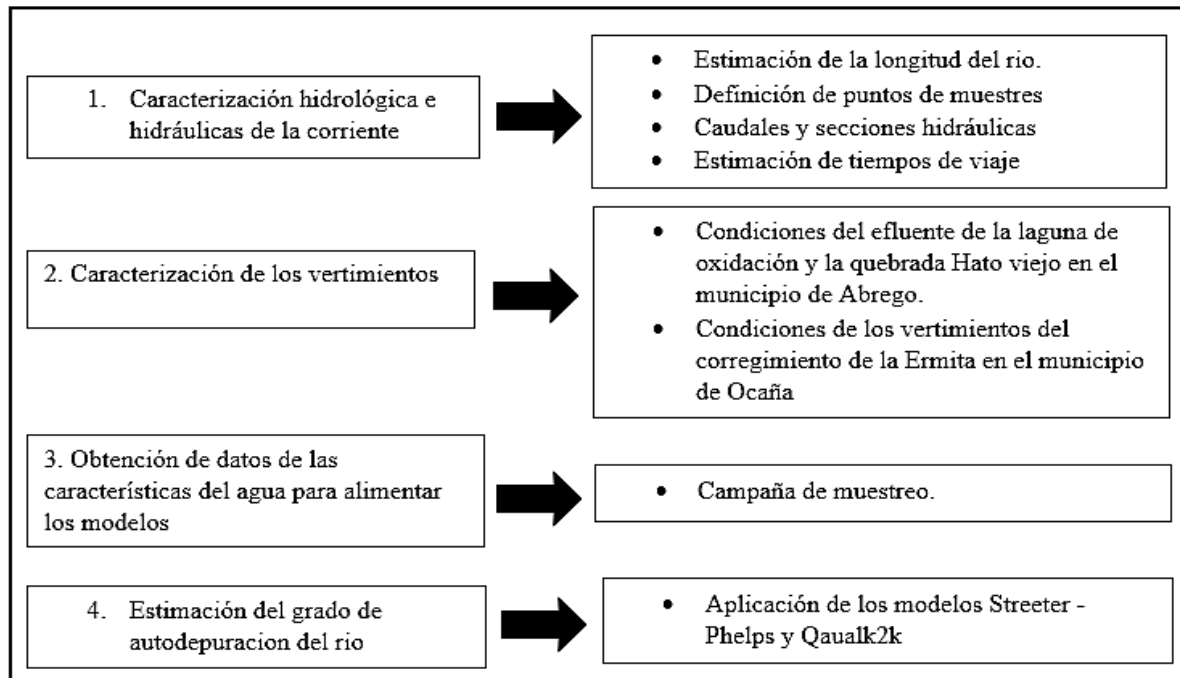 1. Caracterización hidrológica e
hidráulicas de la corriente
• Estimación de la longitud del rio.
• Definición de puntos de muestres
• Caudales y secciones hidráulicas
• Estimación de tiempos de viaje
2. Caracterización de los vertimientos
• Condiciones del efluente de la laguna de
oxidación y la quebrada Hato viejo en el
municipio de Abrego.
• Condiciones de los vertimientos del
corregimiento de la Ermita en el municipio
de Ocaña
3. Obtención de datos de las
características del agua para alimentar
los modelos
• Campaña de muestreo.
4. Estimación del grado de
autodepuracion del rio
• Aplicación de los modelos Streeter -
Phelps y Qaualk2k